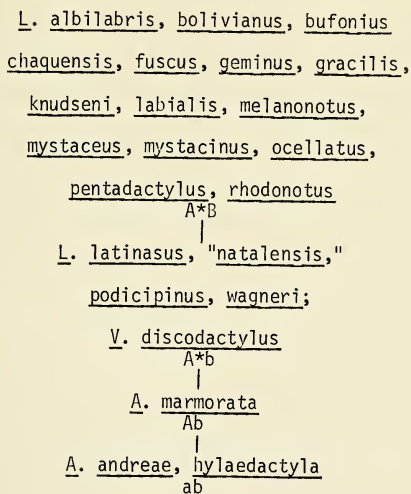 L. albilabris, bolivianus, bufonius
chaquensis, fuscus, geminus, gracilis,
knudseni, labialis, melanonotus,
mystaceus, mystacinus, ocellatus,
pentadactylus, rhodonotus
A*B
L. latinasus, "natalensis,"
podicipinus, wagneri;
V. discodactylus
A*b
A. marmorata
Ab
A. andreae, hylaedactyla
ab